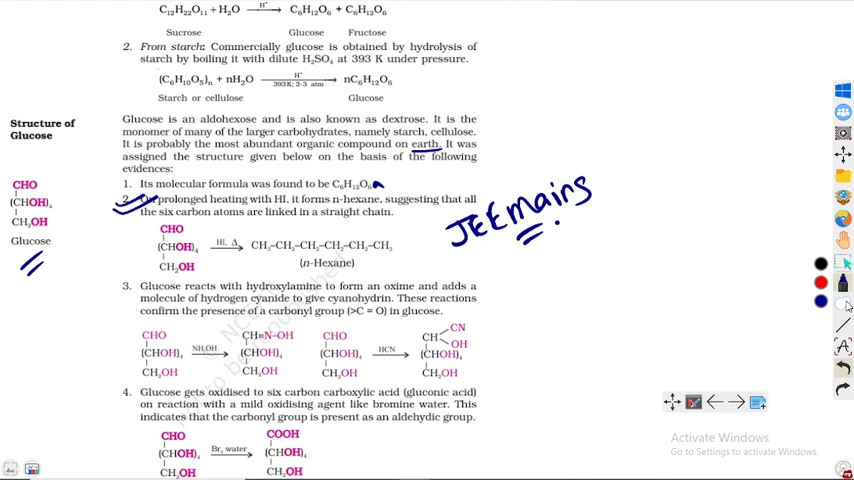 C₁₂H₂₂O₁₁ + H₂O —H⁺→ C₆H₁₂O₆ + C₆H₁₂O₆
Sucrose Glucose Fructose
2. From starch: Commercially glucose is obtained by hydrolysis of
starch by boiling it with dilute H₂SO₄ at 393 K under pressure.
(C₆H₁₀O₅)ₙ + nH₂O —H⁺ 393 K; 2-3 atm→ nC₆H₁₂O₆
Starch or cellulose Glucose
Structure of
Glucose
Glucose is an aldohexose and is also known as dextrose. It is the
monomer of many of the larger carbohydrates, namely starch, cellulose.
It is probably the most abundant organic compound on earth. It was
assigned the structure given below on the basis of the following
evidences:
CHO
(CHOH)₄
CH₂OH
Glucose
1. Its molecular formula was found to be C₆H₁₂O₆
2. On prolonged heating with HI, it forms n-hexane, suggesting that all
the six carbon atoms are linked in a straight chain.
JEE mains
CHO
(CHOH)₄ —HI, Δ→ CH₃–CH₂–CH₂–CH₂–CH₂–CH₃
CH₂OH (n-Hexane)
3. Glucose reacts with hydroxylamine to form an oxime and adds a
molecule of hydrogen cyanide to give cyanohydrin. These reactions
confirm the presence of a carbonyl group (>C = O) in glucose.
CHO CH=N–OH CHO CH CN OH
(CHOH)₄ —NH₂OH→ (CHOH)₄ (CHOH)₄ —HCN→ (CHOH)₄
CH₂OH CH₂OH CH₂OH CH₂OH
4. Glucose gets oxidised to six carbon carboxylic acid (gluconic acid)
on reaction with a mild oxidising agent like bromine water. This
indicates that the carbonyl group is present as an aldehydic group.
CHO COOH
(CHOH)₄ —Br₂ water→ (CHOH)₄
CH₂OH CH₂OH
Activate Windows
Go to Settings to activate Windows.